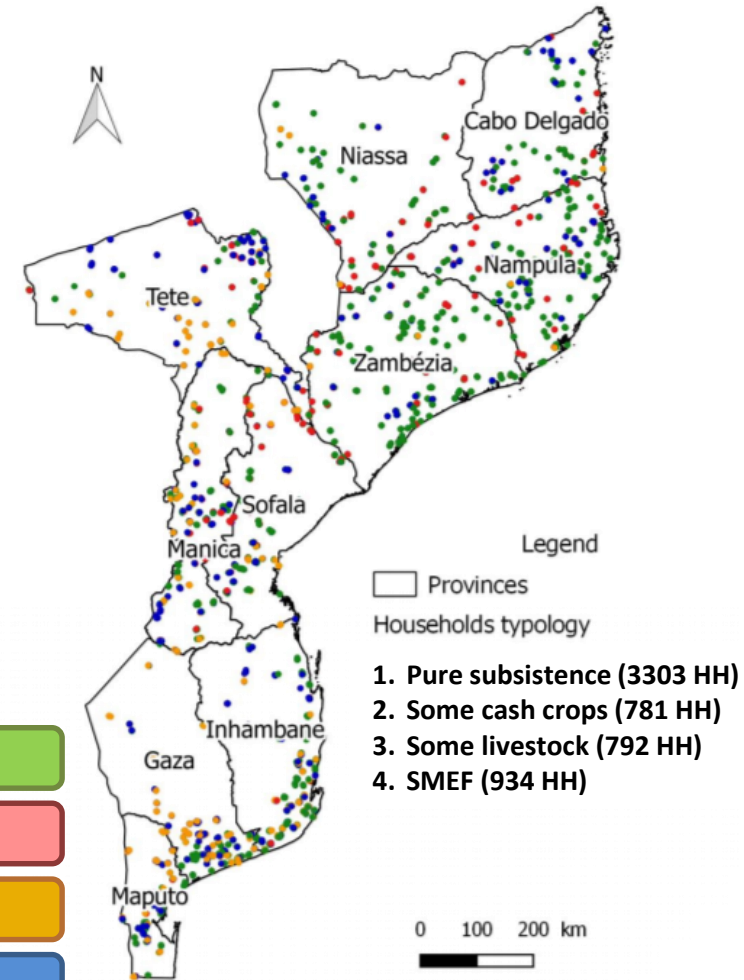 N
Cabo Delgado
Niassa
Nampula
Tete
Zambézia
Sofala
Manica
Legend
Provinces
Households typology
1. Pure subsistence (3303 HH)
2. Some cash crops (781 HH)
3. Some livestock (792 HH)
4. SMEF (934 HH)
Inhambane
Gaza
Maputo
0 100 200 km